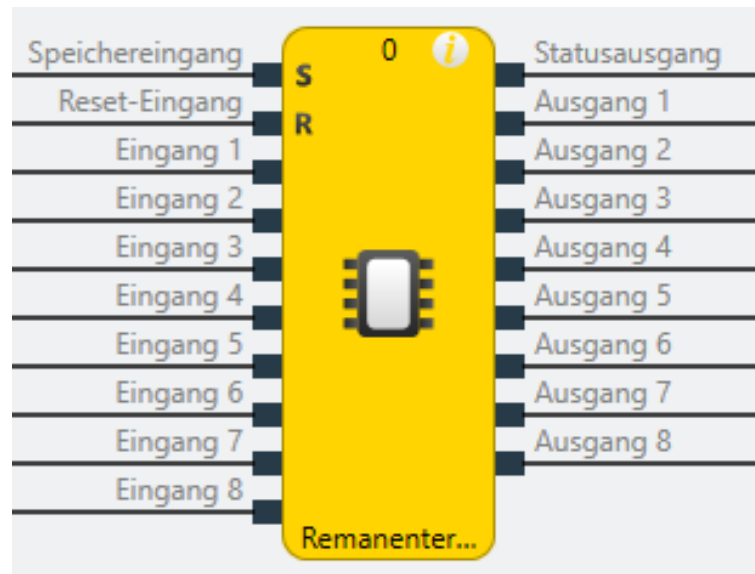 Speichereingang
Reset-Eingang
Eingang 1
Eingang 2
Eingang 3
Eingang 4
Eingang 5
Eingang 6
Eingang 7
Eingang 8
0 i
S
R
Remanenter...
Statusausgang
Ausgang 1
Ausgang 2
Ausgang 3
Ausgang 4
Ausgang 5
Ausgang 6
Ausgang 7
Ausgang 8